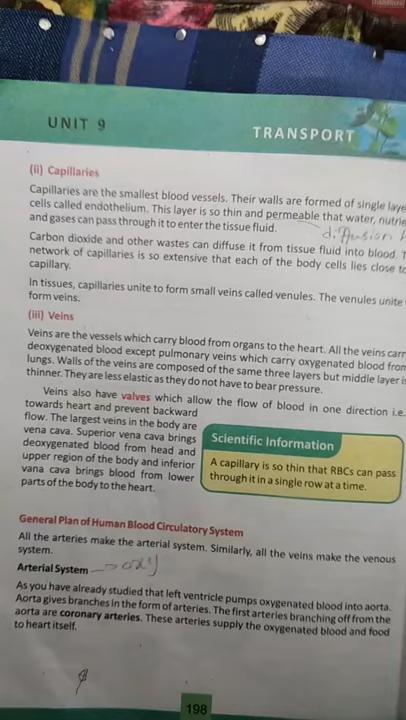 UNIT 9
TRANSPORT
(ii) Capillaries
Capillaries are the smallest blood vessels. Their walls are formed of single laye
cells called endothelium. This layer is so thin and permeable that water, nutrie
and gases can pass through it to enter the tissue fluid.
diffusion
Carbon dioxide and other wastes can diffuse it from tissue fluid into blood. T
network of capillaries is so extensive that each of the body cells lies close to
capillary.
In tissues, capillaries unite to form small veins called venules. The venules unite
form veins.
(iii) Veins
Veins are the vessels which carry blood from organs to the heart. All the veins carr
deoxygenated blood except pulmonary veins which carry oxygenated blood from
lungs. Walls of the veins are composed of the same three layers but middle layer is
thinner. They are less elastic as they do not have to bear pressure.
Veins also have valves which allow the flow of blood in one direction i.e.
towards heart and prevent backward
flow. The largest veins in the body are
vena cava. Superior vena cava brings
deoxygenated blood from head and
upper region of the body and inferior
vana cava brings blood from lower
parts of the body to the heart.
Scientific Information
A capillary is so thin that RBCs can pass
through it in a single row at a time.
General Plan of Human Blood Circulatory System
All the arteries make the arterial system. Similarly, all the veins make the venous
system.
Arterial System → oxy
As you have already studied that left ventricle pumps oxygenated blood into aorta.
Aorta gives branches in the form of arteries. The first arteries branching off from the
aorta are coronary arteries. These arteries supply the oxygenated blood and food
to heart itself.
198